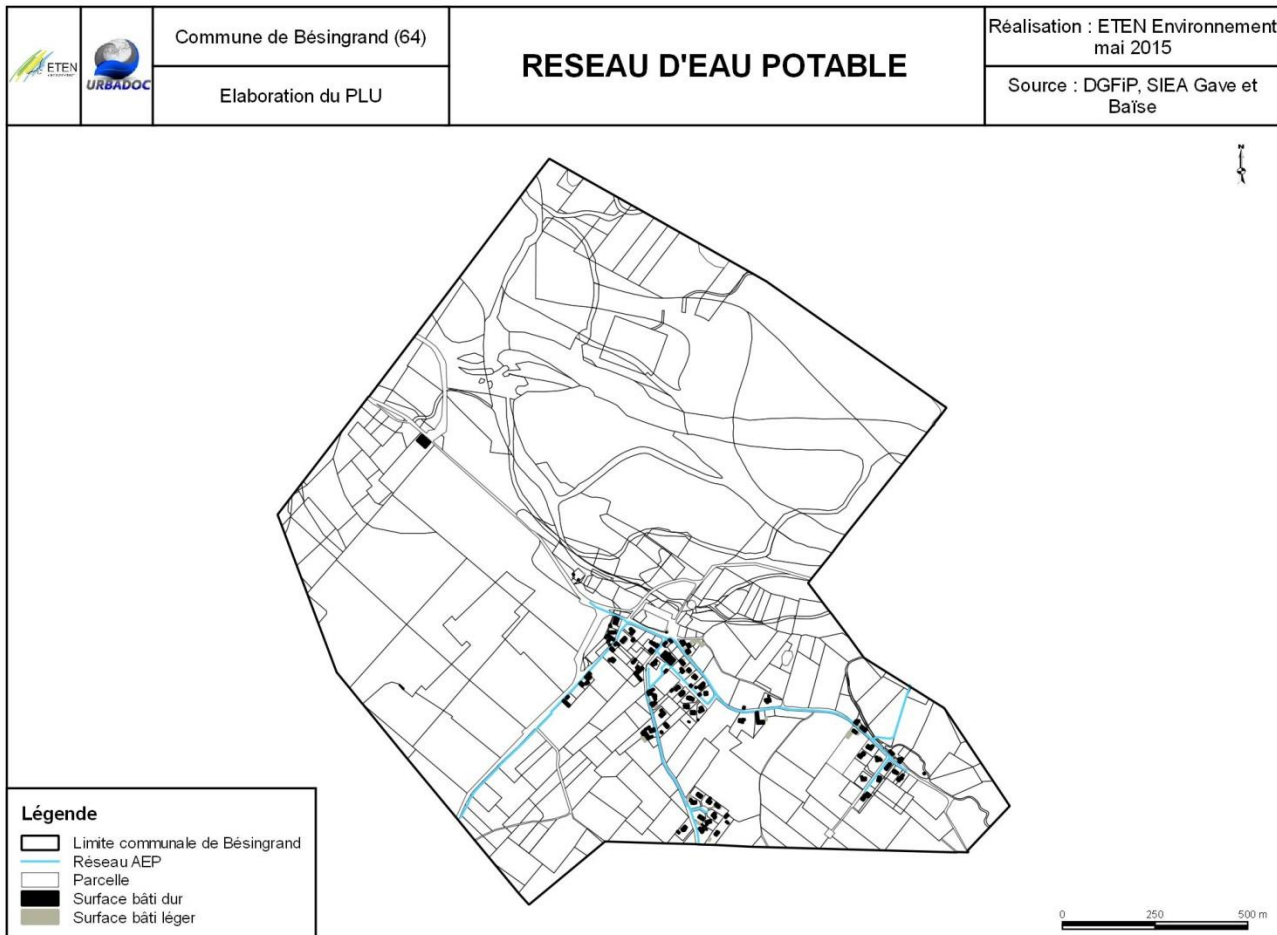 ETEN
URBADOC
Commune de Bésingrand (64)
Elaboration du PLU
RESEAU D'EAU POTABLE
Réalisation : ETEN Environnement
mai 2015
Source : DGFiP, SIEA Gave et
Baïse
N
Légende
Limite communale de Bésingrand
Réseau AEP
Parcelle
Surface bâti dur
Surface bâti léger
0 250 500 m